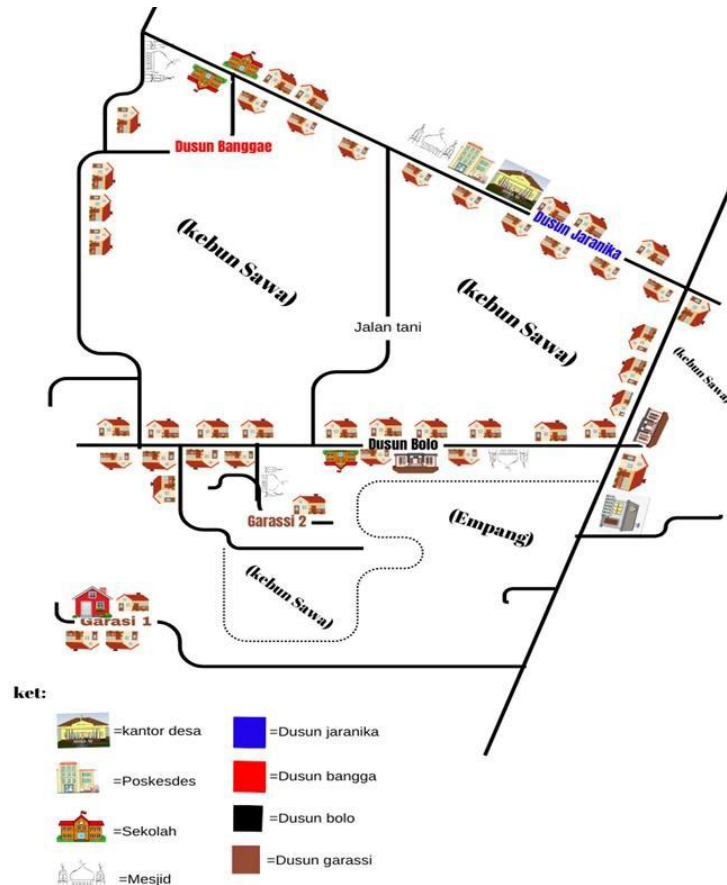 Dusun Banggae
(kebun Sawa)
Dusun Jaranika
(kebun Sawa)
Jalan tani
(kebun Sawa)
Dusun Bolo
Garassi 2
(Empang)
(kebun Sawa)
Garasi 1
ket:
=kantor desa
=Dusun jaranika
=Poskesdes
=Dusun bangga
=Sekolah
=Dusun bolo
=Mesjid
=Dusun garassi